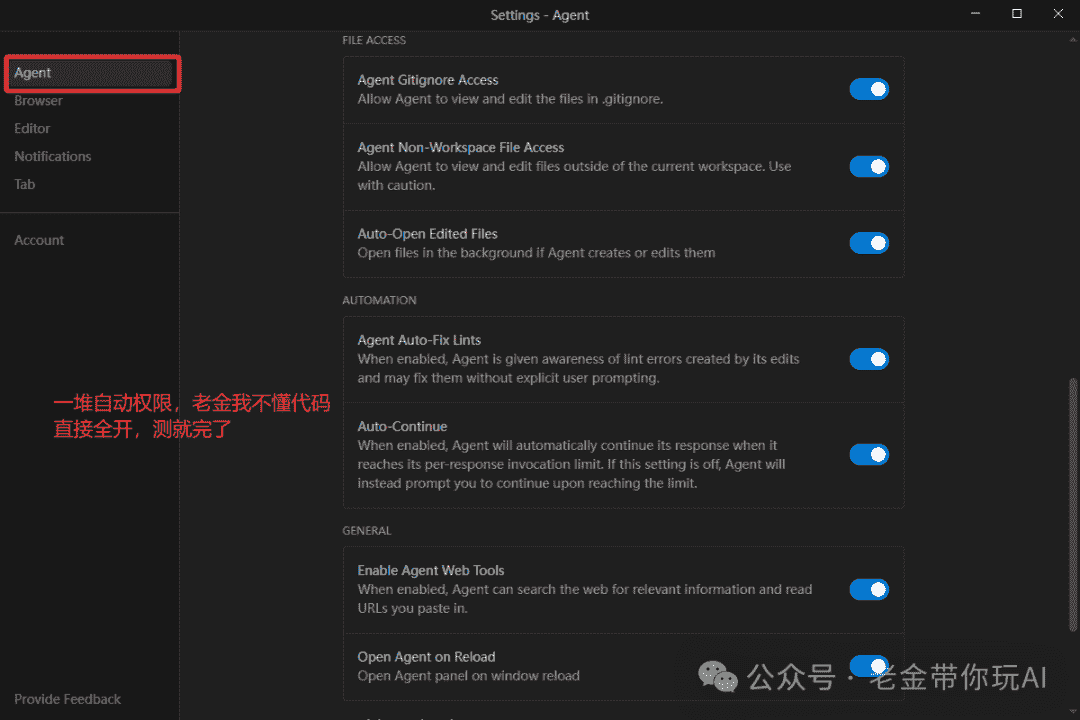 Settings - Agent
Agent
Browser
Editor
Notifications
Tab
Account
Provide Feedback
FILE ACCESS
Agent Gitignore Access
Allow Agent to view and edit the files in .gitignore.
Agent Non-Workspace File Access
Allow Agent to view and edit files outside of the current workspace. Use
with caution.
Auto-Open Edited Files
Open files in the background if Agent creates or edits them
AUTOMATION
Agent Auto-Fix Lints
When enabled, Agent is given awareness of lint errors created by its edits
and may fix them without explicit user prompting.
一堆自动权限，老金我不懂代码
直接全开，测就完了
Auto-Continue
When enabled, Agent will automatically continue its response when it
reaches its per-response invocation limit. If this setting is off, Agent will
instead prompt you to continue upon reaching the limit.
GENERAL
Enable Agent Web Tools
When enabled, Agent can search the web for relevant information and read
URLs you paste in.
Open Agent on Reload
Open Agent panel on window reload
公众号 · 老金带你玩AI